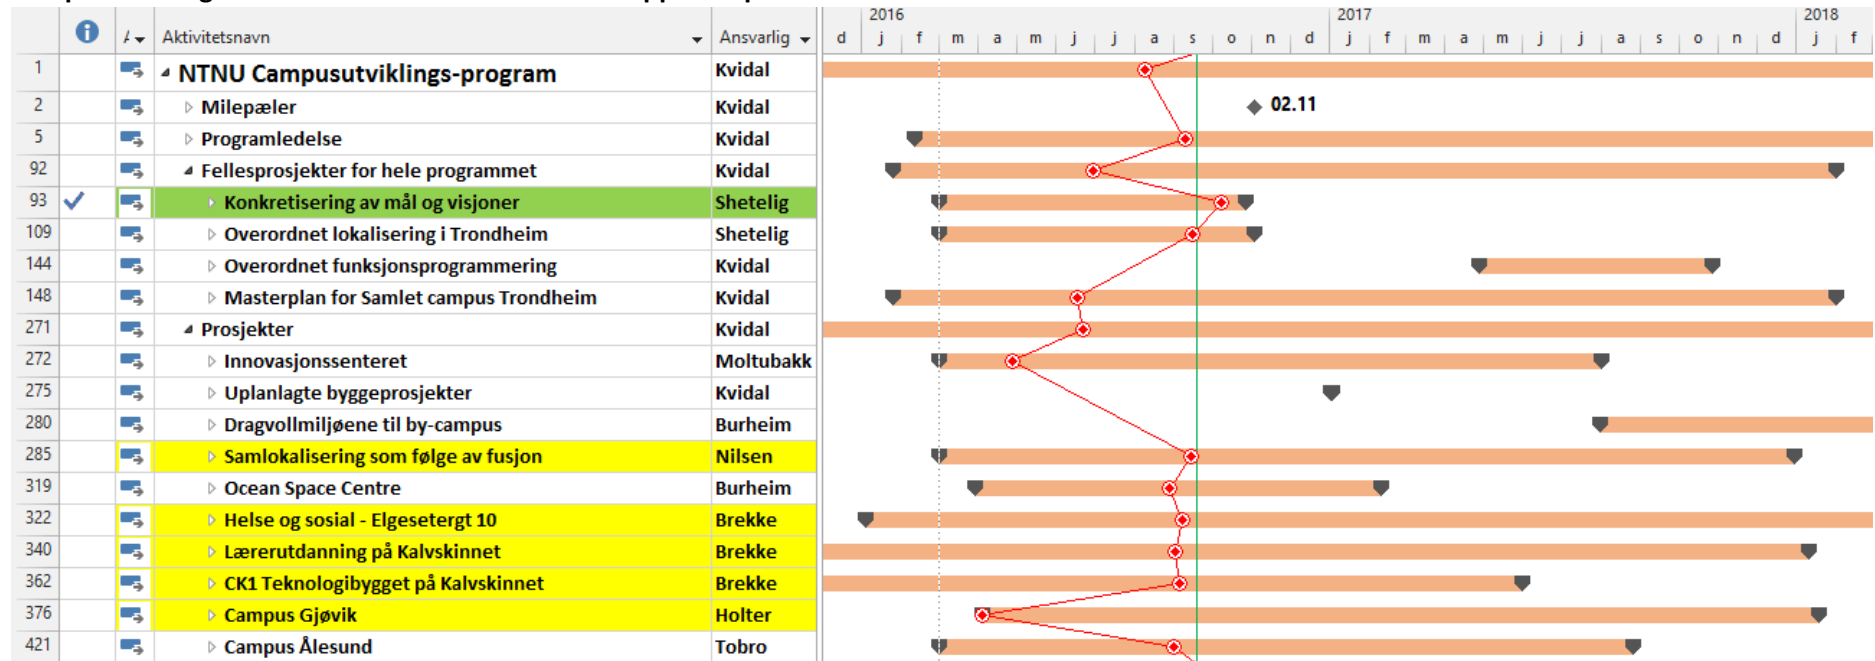 2016 2017 2018
Aktivitetsnavn Ansvarlig d j f m a m j j a s o n d j f m a m j j a s o n d j f
1 NTNU Campusutviklings-program Kvidal
2 Milepæler Kvidal 02.11
5 Programledelse Kvidal
92 Fellesprosjekter for hele programmet Kvidal
93 Konkretisering av mål og visjoner Shetelig
109 Overordnet lokalisering i Trondheim Shetelig
144 Overordnet funksjonsprogrammering Kvidal
148 Masterplan for Samlet campus Trondheim Kvidal
271 Prosjekter Kvidal
272 Innovasjonssenteret Moltubakk
275 Uplanlagte byggeprosjekter Kvidal
280 Dragvollmiljøene til by-campus Burheim
285 Samlokalisering som følge av fusjon Nilsen
319 Ocean Space Centre Burheim
322 Helse og sosial - Elgesetergt 10 Brekke
340 Lærerutdanning på Kalvskinnet Brekke
362 CK1 Teknologibygget på Kalvskinnet Brekke
376 Campus Gjøvik Holter
421 Campus Ålesund Tobro